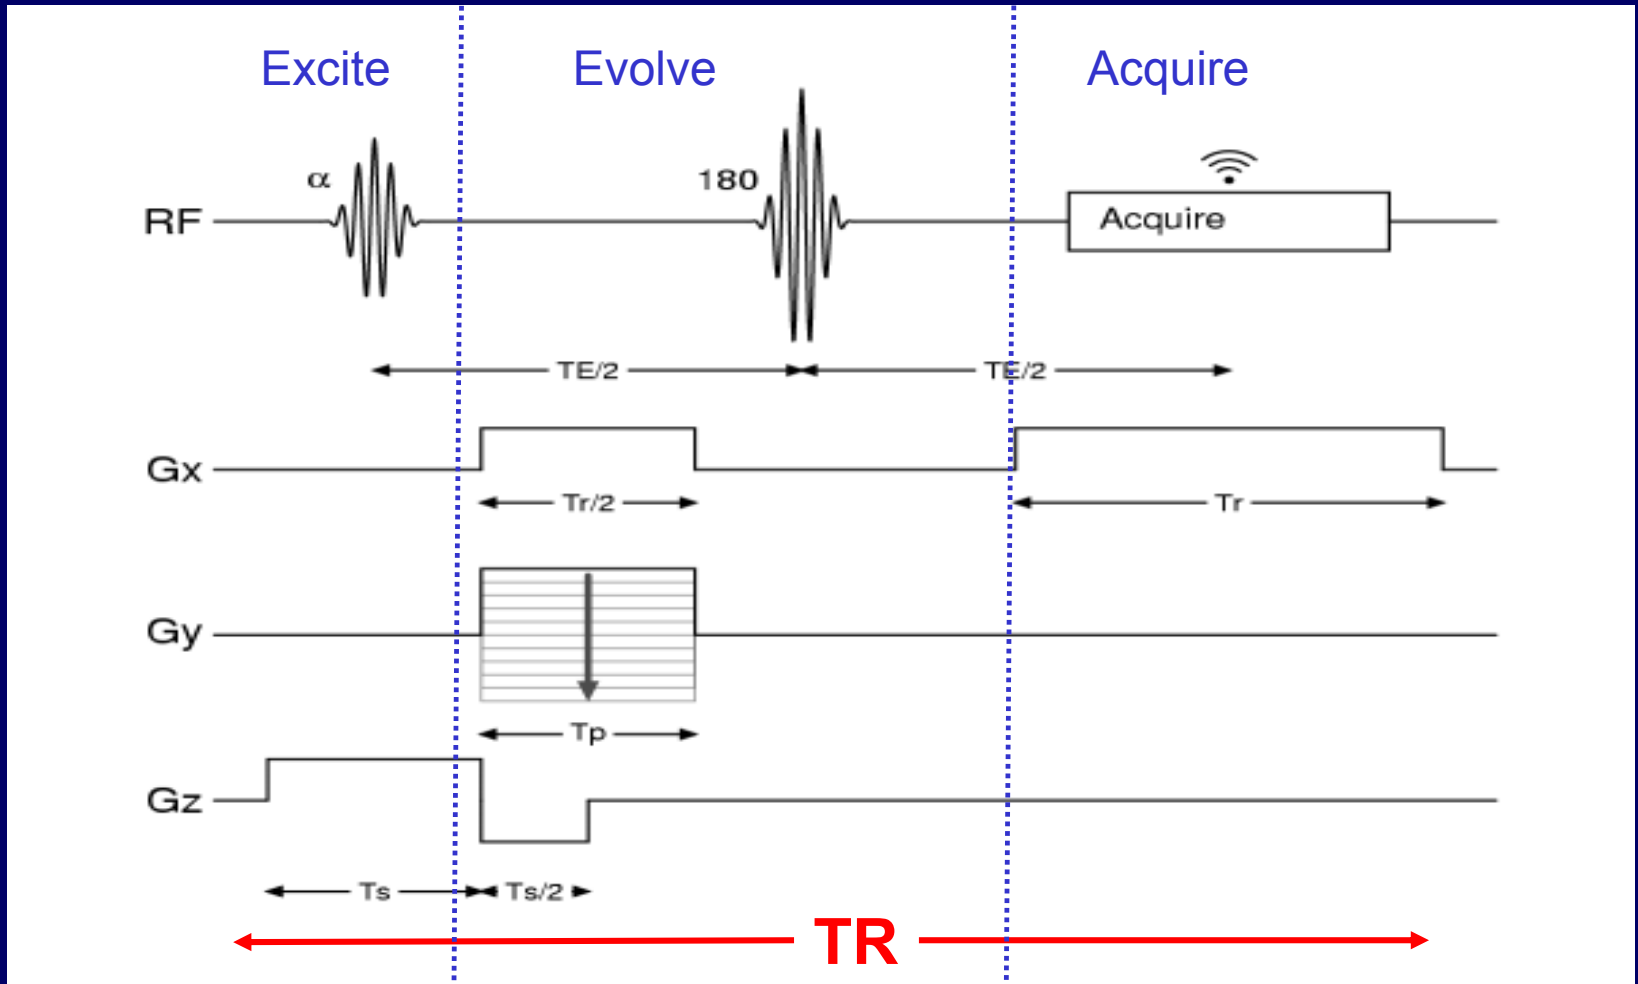 Excite Evolve Acquire
α 180
RF Acquire
TE/2 TE/2
Gx
Tr/2 Tr
Gy
Tp
Gz
Ts Ts/2
TR